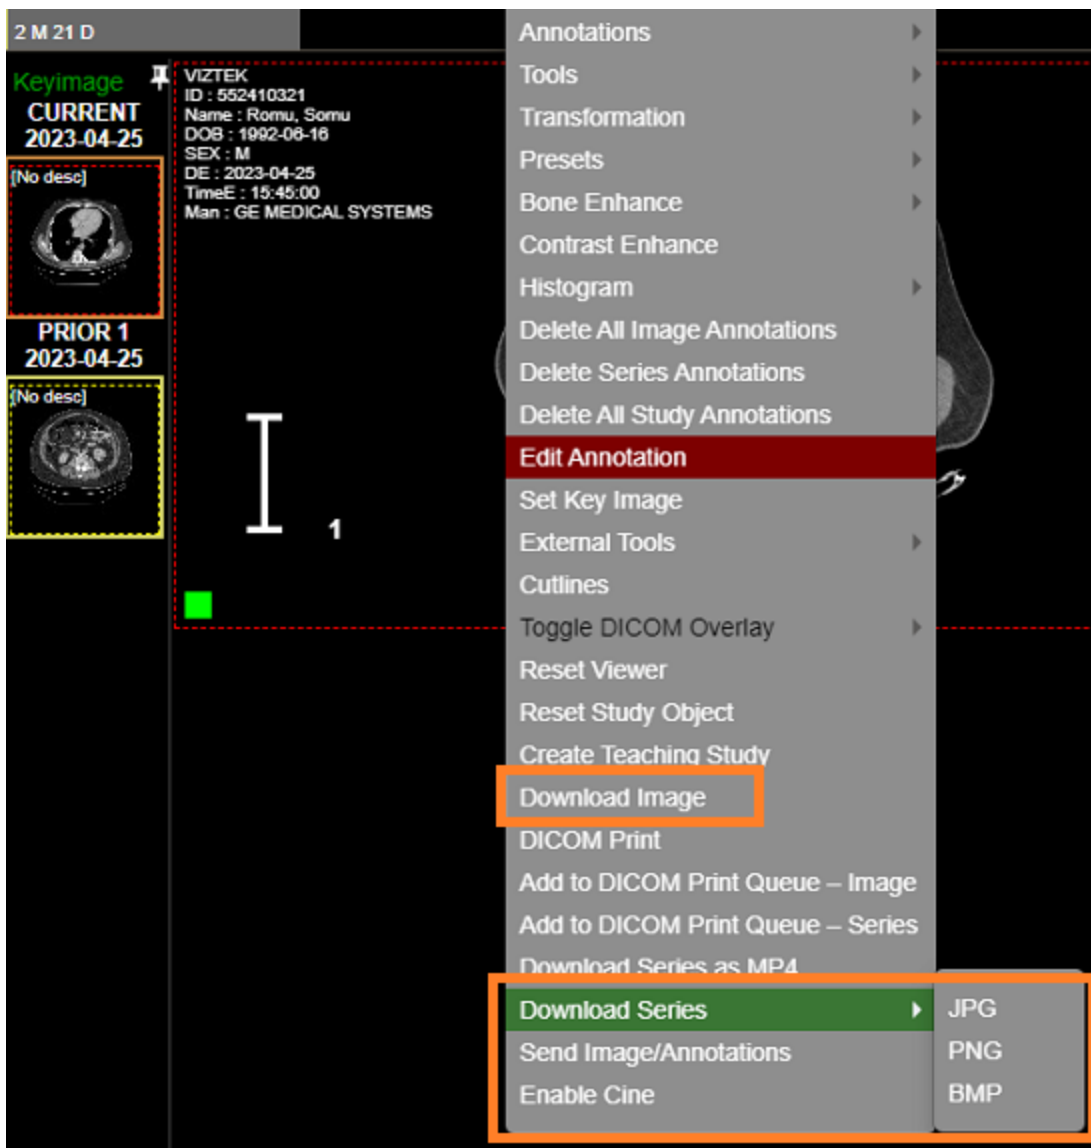 2 M 21 D
Keyimage
CURRENT
2023-04-25
[No desc]
PRIOR 1
2023-04-25
[No desc]
VIZTEK
ID : 552410321
Name : Romu, Somu
DOB : 1992-06-16
SEX : M
DE : 2023-04-25
TimeE : 15:45:00
Man : GE MEDICAL SYSTEMS
1
Annotations
Tools
Transformation
Presets
Bone Enhance
Contrast Enhance
Histogram
Delete All Image Annotations
Delete Series Annotations
Delete All Study Annotations
Edit Annotation
Set Key Image
External Tools
Cutlines
Toggle DICOM Overlay
Reset Viewer
Reset Study Object
Create Teaching Study
Download Image
DICOM Print
Add to DICOM Print Queue – Image
Add to DICOM Print Queue – Series
Download Series as MP4
Download Series
Send Image/Annotations
Enable Cine
JPG
PNG
BMP